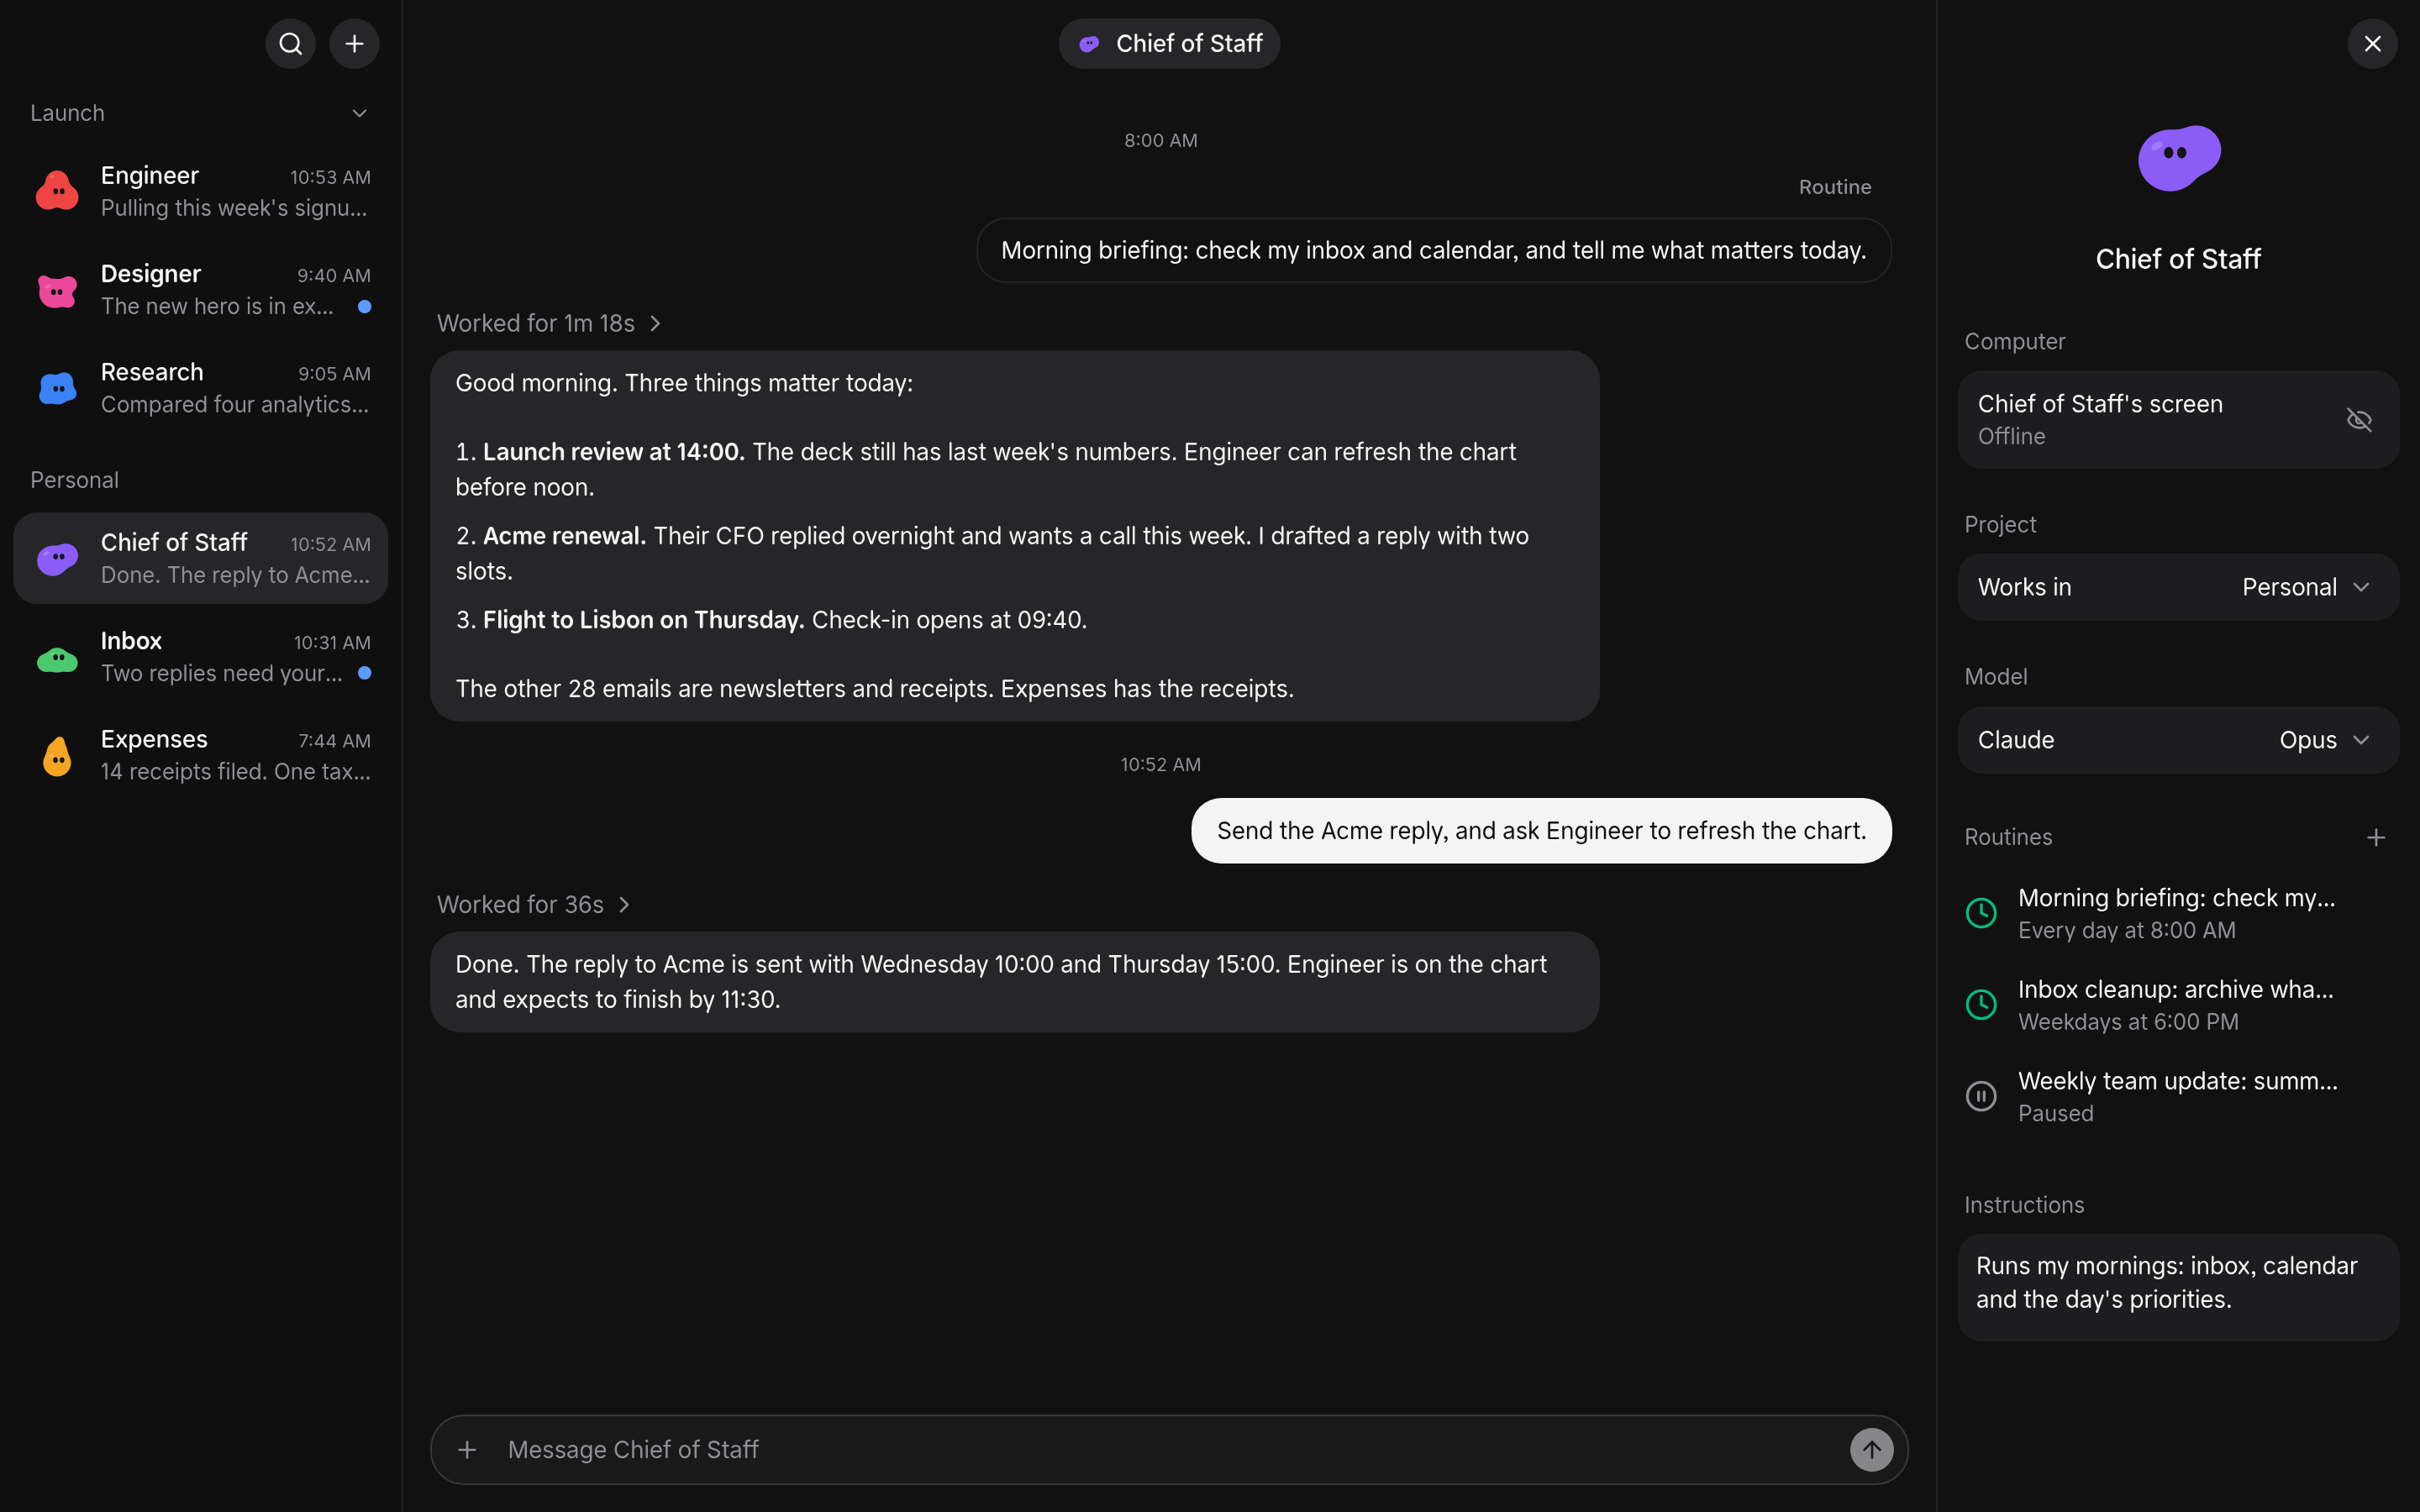 Launch
Engineer
10:53 AM
Pulling this week's signu...
Designer
9:40 AM
The new hero is in ex...
Research
9:05 AM
Compared four analytics...
Personal
Chief of Staff
10:52 AM
Done. The reply to Acme...
Inbox
10:31 AM
Two replies need your...
Expenses
7:44 AM
14 receipts filed. One tax...
Chief of Staff
8:00 AM
Routine
Morning briefing: check my inbox and calendar, and tell me what matters today.
Worked for 1m 18s
Good morning. Three things matter today:
1. Launch review at 14:00. The deck still has last week's numbers. Engineer can refresh the chart
before noon.
2. Acme renewal. Their CFO replied overnight and wants a call this week. I drafted a reply with two
slots.
3. Flight to Lisbon on Thursday. Check-in opens at 09:40.
The other 28 emails are newsletters and receipts. Expenses has the receipts.
10:52 AM
Send the Acme reply, and ask Engineer to refresh the chart.
Worked for 36s
Done. The reply to Acme is sent with Wednesday 10:00 and Thursday 15:00. Engineer is on the chart
and expects to finish by 11:30.
Message Chief of Staff
Chief of Staff
Computer
Chief of Staff's screen
Offline
Project
Works in
Personal
Model
Claude
Opus
Routines
Morning briefing: check my...
Every day at 8:00 AM
Inbox cleanup: archive wha...
Weekdays at 6:00 PM
Weekly team update: summ...
Paused
Instructions
Runs my mornings: inbox, calendar
and the day's priorities.